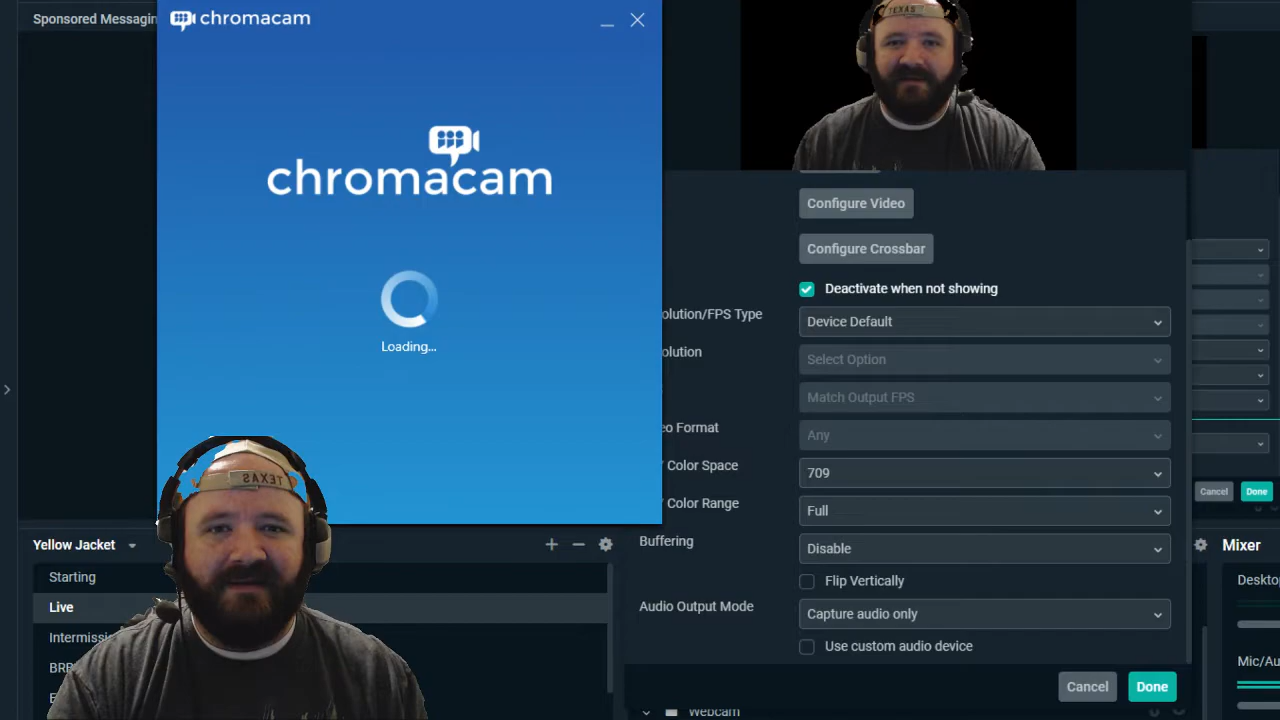 Sponsored Messagin
chromacam
chromacam
Loading...
TEXAS
Configure Video
Configure Crossbar
Deactivate when not showing
olution/FPS Type
Device Default
olution
Select Option
Match Output FPS
eo Format
Any
Color Space
709
Color Range
Full
Buffering
Disable
Flip Vertically
Audio Output Mode
Capture audio only
Use custom audio device
Cancel
Done
Webcam
Cancel
Done
TEXAS
Yellow Jacket
Starting
Live
Intermissi
BRB
Mixer
Deskto
Mic/Au